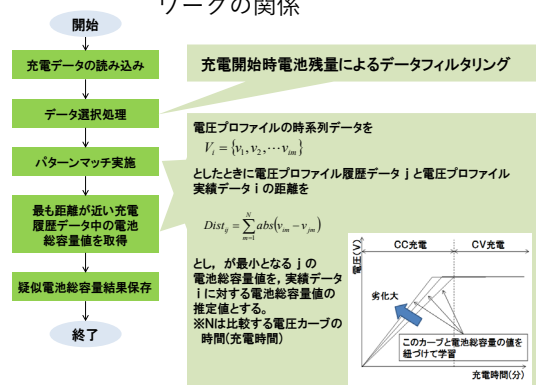 ワークの関係
開始
充電データの読み込み
データ選択処理
パターンマッチ実施
最も距離が近い充電
履歴データ中の電池
総容量値を取得
疑似電池総容量結果保存
終了
充電開始時電池残量によるデータフィルタリング
電圧プロファイルの時系列データを
V_i = {v_1, v_2, ⋯ v_im}
としたときに電圧プロファイル履歴データ j と電圧プロファイル
実績データ i の距離を
Dist_ij = ∑_{m=1}^{N} abs(v_im − v_jm)
とし, が最小となる j の
電池総容量値を, 実績データ
i に対する電池総容量値の
推定値とする。
※Nは比較する電圧カーブの
時間(充電時間)
電圧(V)
CC充電
CV充電
劣化大
このカーブと電池総容量の値を
紐づけて学習
充電時間(分)